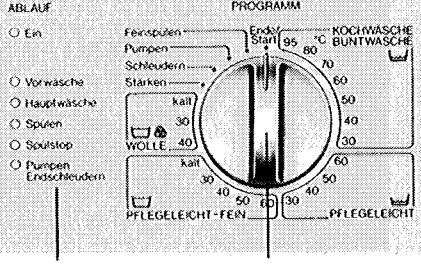 ABLAUF
PROGRAMM
Ein
Vorwäsche
Hauptwäsche
Spülen
Spülstop
Pumpen
Endschleudern
Feinspülen
Pumpen
Schleudern
Stärken
Ende/
Start
95 °C
80
70
60
50
40
30
KOCHWÄSCHE
BUNTWÄSCHE
kalt
30
40
WOLLE
kalt
30
40
50
60
PFLEGELEICHT-FEIN
60
50
40
30
PFLEGELEICHT